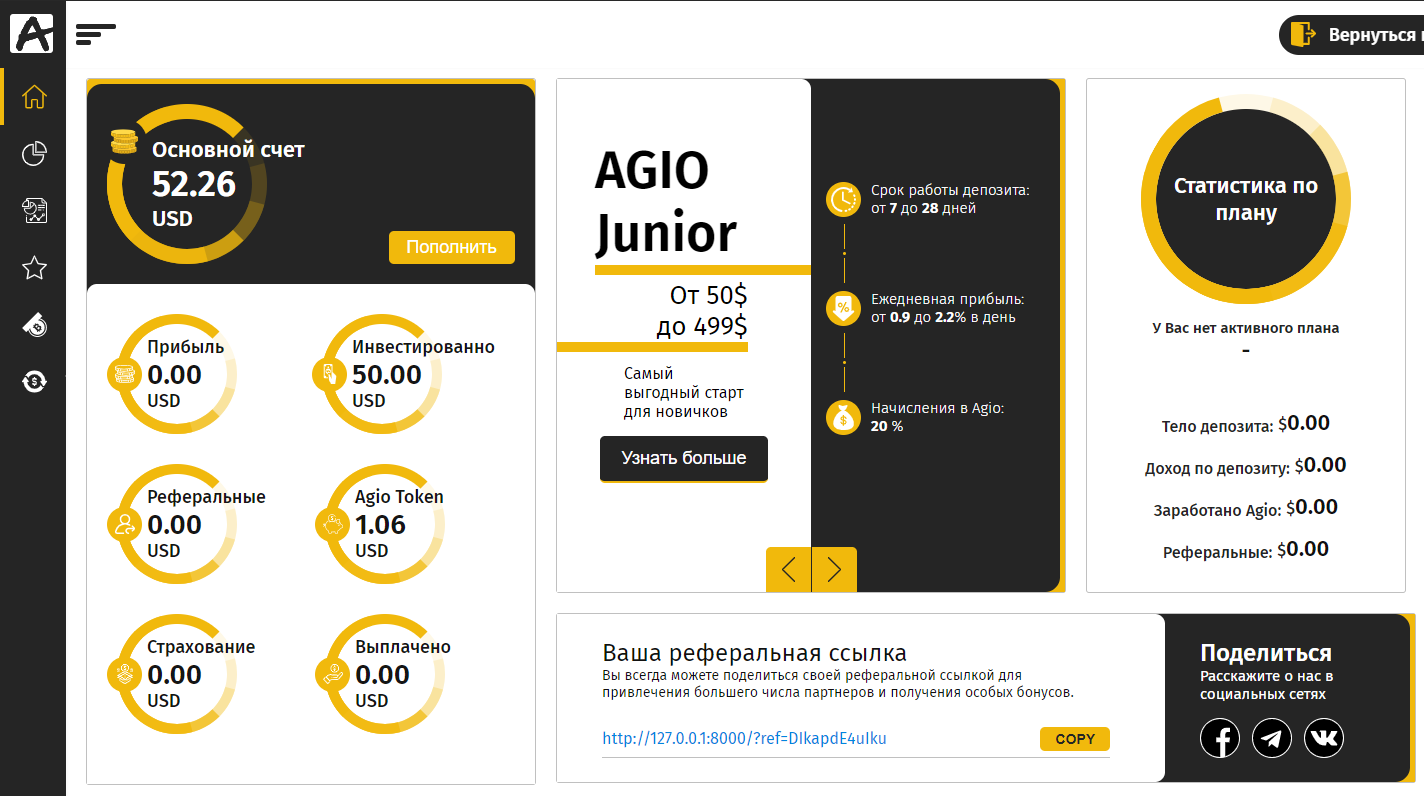 Вернуться
Основной счет
52.26
USD
Пополнить
Прибыль
0.00
USD
Инвестированно
50.00
USD
Реферальные
0.00
USD
Agio Token
1.06
USD
Страхование
0.00
USD
Выплачено
0.00
USD
AGIO
Junior
От 50$
до 499$
Самый
выгодный старт
для новичков
Узнать больше
Срок работы депозита:
от 7 до 28 дней
Ежедневная прибыль:
от 0.9 до 2.2% в день
Начисления в Agio:
20 %
Статистика по
плану
У Вас нет активного плана
-
Тело депозита: $0.00
Доход по депозиту: $0.00
Заработано Agio: $0.00
Реферальные: $0.00
Ваша реферальная ссылка
Вы всегда можете поделиться своей реферальной ссылкой для
привлечения большего числа партнеров и получения особых бонусов.
http://127.0.0.1:8000/?ref=DIkapdE4uIku
COPY
Поделиться
Расскажите о нас в
социальных сетях